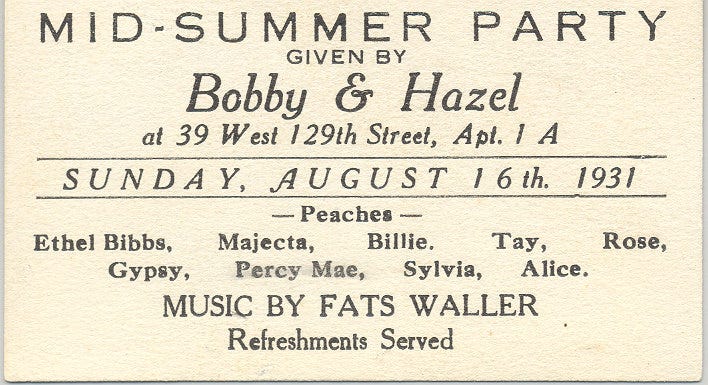 MID-SUMMER PARTY
GIVEN BY
Bobby & Hazel
at 39 West 129th Street, Apt. 1 A
SUNDAY, AUGUST 16th. 1931
— Peaches —
Ethel Bibbs, Majecta, Billie. Tay, Rose,
Gypsy, Percy Mae, Sylvia, Alice.
MUSIC BY FATS WALLER
Refreshments Served